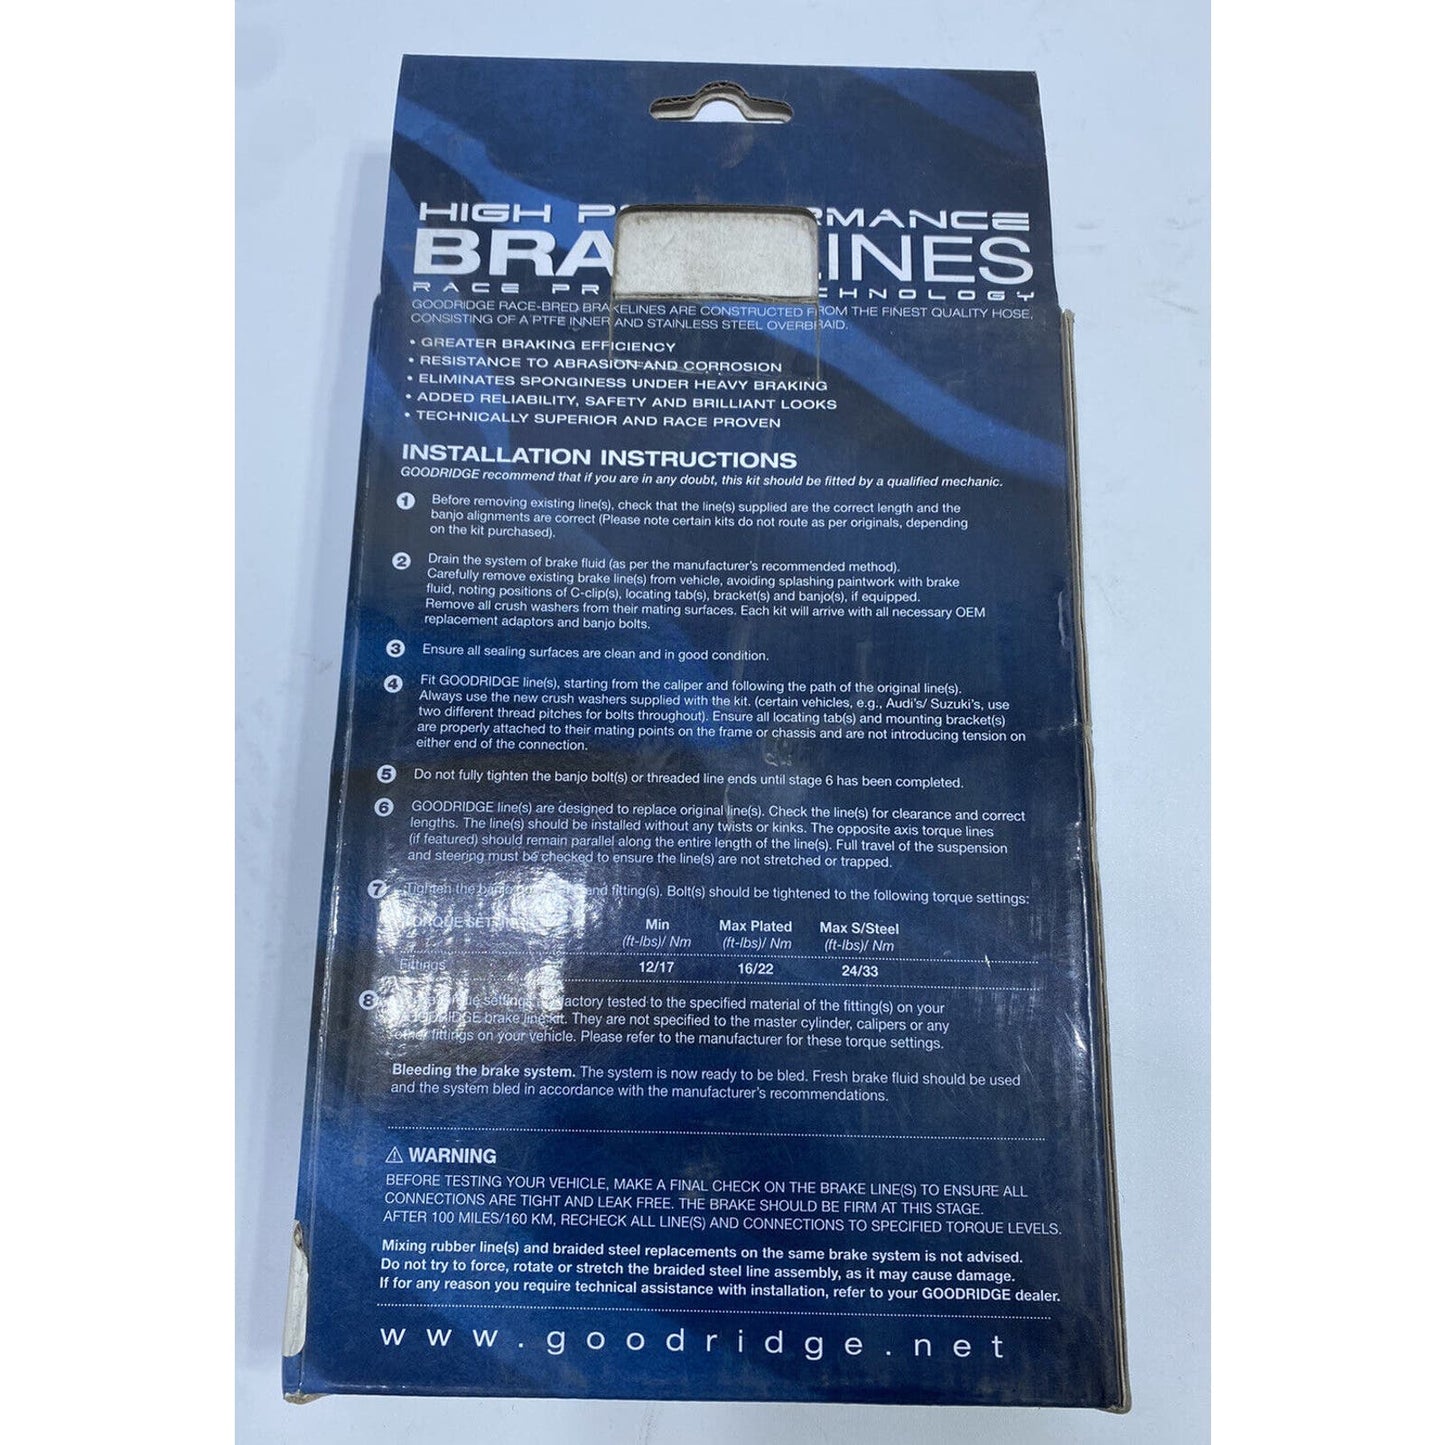 HIGH PERFORMANCE
BRA INES
RACE PR CHNOLOGY
GOODRIDGE RACE-BRED BRAKELINES ARE CONSTRUCTED FROM THE FINEST QUALITY HOSE,
CONSISTING OF A PTFE INNER AND STAINLESS STEEL OVERBRAID.
• GREATER BRAKING EFFICIENCY
• RESISTANCE TO ABRASION AND CORROSION
• ELIMINATES SPONGINESS UNDER HEAVY BRAKING
• ADDED RELIABILITY, SAFETY AND BRILLIANT LOOKS
• TECHNICALLY SUPERIOR AND RACE PROVEN
INSTALLATION INSTRUCTIONS
GOODRIDGE recommend that if you are in any doubt, this kit should be fitted by a qualified mechanic.
1 Before removing existing line(s), check that the line(s) supplied are the correct length and the
banjo alignments are correct (Please note certain kits do not route as per originals, depending
on the kit purchased).
2 Drain the system of brake fluid (as per the manufacturer's recommended method).
Carefully remove existing brake line(s) from vehicle, avoiding splashing paintwork with brake
fluid, noting positions of C-clip(s), locating tab(s), bracket(s) and banjo(s), if equipped.
Remove all crush washers from their mating surfaces. Each kit will arrive with all necessary OEM
replacement adaptors and banjo bolts.
3 Ensure all sealing surfaces are clean and in good condition.
4 Fit GOODRIDGE line(s), starting from the caliper and following the path of the original line(s).
Always use the new crush washers supplied with the kit. (certain vehicles, e.g., Audi's/ Suzuki's, use
two different thread pitches for bolts throughout). Ensure all locating tab(s) and mounting bracket(s)
are properly attached to their mating points on the frame or chassis and are not introducing tension on
either end of the connection.
5 Do not fully tighten the banjo bolt(s) or threaded line ends until stage 6 has been completed.
6 GOODRIDGE line(s) are designed to replace original line(s). Check the line(s) for clearance and correct
lengths. The line(s) should be installed without any twists or kinks. The opposite axis torque lines
(if featured) should remain parallel along the entire length of the line(s). Full travel of the suspension
and steering must be checked to ensure the line(s) are not stretched or trapped.
7 Tighten the banjo and fitting(s). Bolt(s) should be tightened to the following torque settings:
TORQUE SETTINGS Min Max Plated Max S/Steel
(ft-lbs)/ Nm (ft-lbs)/ Nm (ft-lbs)/ Nm
Fittings 12/17 16/22 24/33
8 torque settings factory tested to the specified material of the fitting(s) on your
GOODRIDGE brake line kit. They are not specified to the master cylinder, calipers or any
other fittings on your vehicle. Please refer to the manufacturer for these torque settings.
Bleeding the brake system. The system is now ready to be bled. Fresh brake fluid should be used
and the system bled in accordance with the manufacturer's recommendations.
⚠ WARNING
BEFORE TESTING YOUR VEHICLE, MAKE A FINAL CHECK ON THE BRAKE LINE(S) TO ENSURE ALL
CONNECTIONS ARE TIGHT AND LEAK FREE. THE BRAKE SHOULD BE FIRM AT THIS STAGE.
AFTER 100 MILES/160 KM, RECHECK ALL LINE(S) AND CONNECTIONS TO SPECIFIED TORQUE LEVELS.
Mixing rubber line(s) and braided steel replacements on the same brake system is not advised.
Do not try to force, rotate or stretch the braided steel line assembly, as it may cause damage.
If for any reason you require technical assistance with installation, refer to your GOODRIDGE dealer.
www.goodridge.net